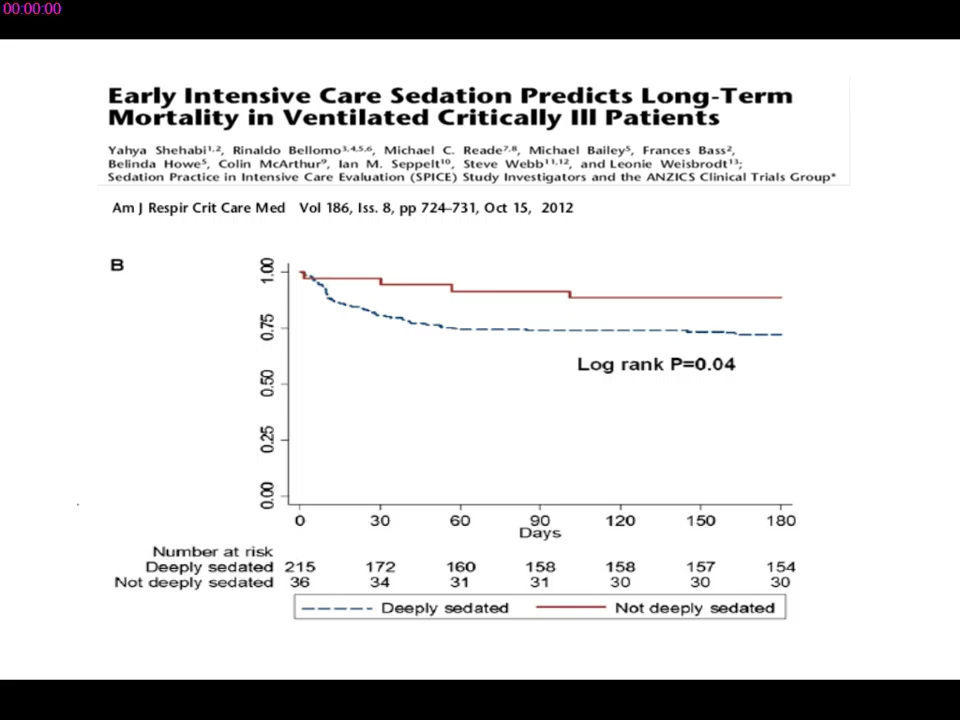 00:00:00
Early Intensive Care Sedation Predicts Long-Term
Mortality in Ventilated Critically Ill Patients
Yahya Shehabi1,2, Rinaldo Bellomo3,4,5,6, Michael C. Reade7,8, Michael Bailey5, Frances Bass2,
Belinda Howe5, Colin McArthur9, Ian M. Seppelt10, Steve Webb11,12, and Leonie Weisbrodt13;
Sedation Practice in Intensive Care Evaluation (SPICE) Study Investigators and the ANZICS Clinical Trials Group*
Am J Respir Crit Care Med Vol 186, Iss. 8, pp 724–731, Oct 15, 2012
B
1.00
0.75
0.50
0.25
0.00
Log rank P=0.04
0 30 60 90 120 150 180
Days
Number at risk
Deeply sedated 215 172 160 158 158 157 154
Not deeply sedated 36 34 31 31 30 30 30
Deeply sedated Not deeply sedated